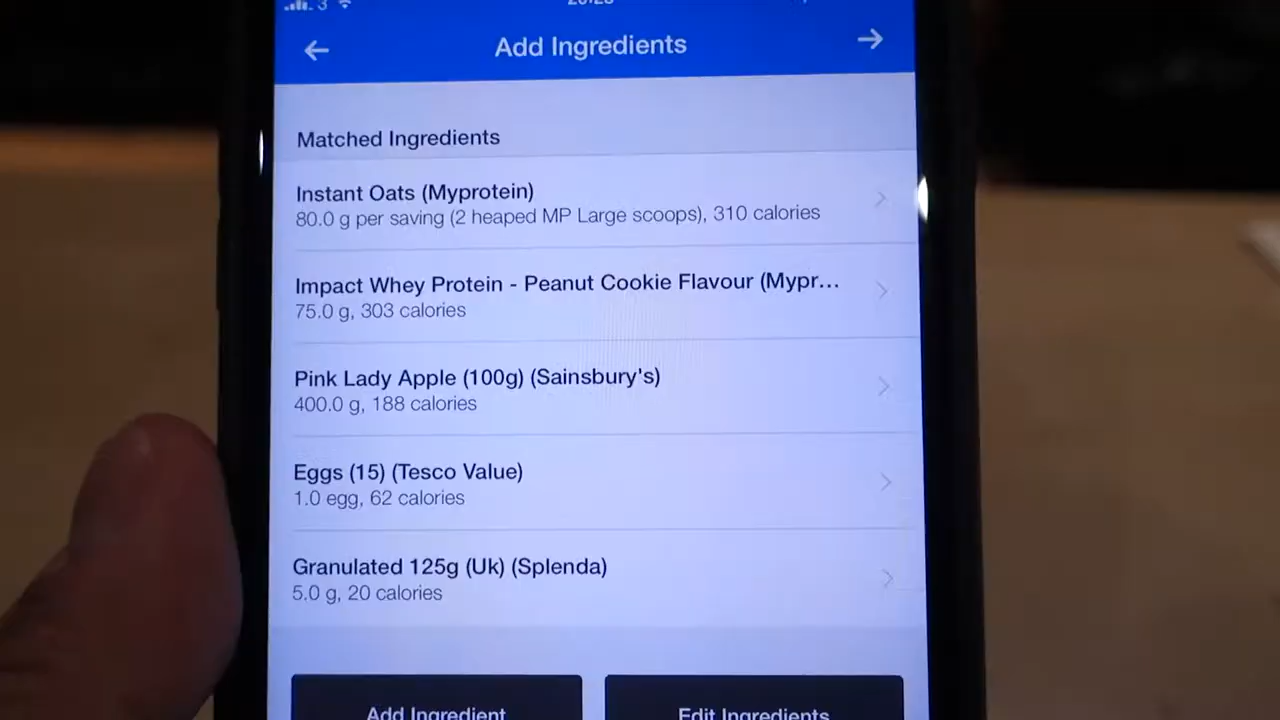 3
Add Ingredients
Matched Ingredients
Instant Oats (Myprotein)
80.0 g per saving (2 heaped MP Large scoops), 310 calories
Impact Whey Protein - Peanut Cookie Flavour (Mypr...
75.0 g, 303 calories
Pink Lady Apple (100g) (Sainsbury's)
400.0 g, 188 calories
Eggs (15) (Tesco Value)
1.0 egg, 62 calories
Granulated 125g (Uk) (Splenda)
5.0 g, 20 calories
Add Ingredient
Edit Ingredients